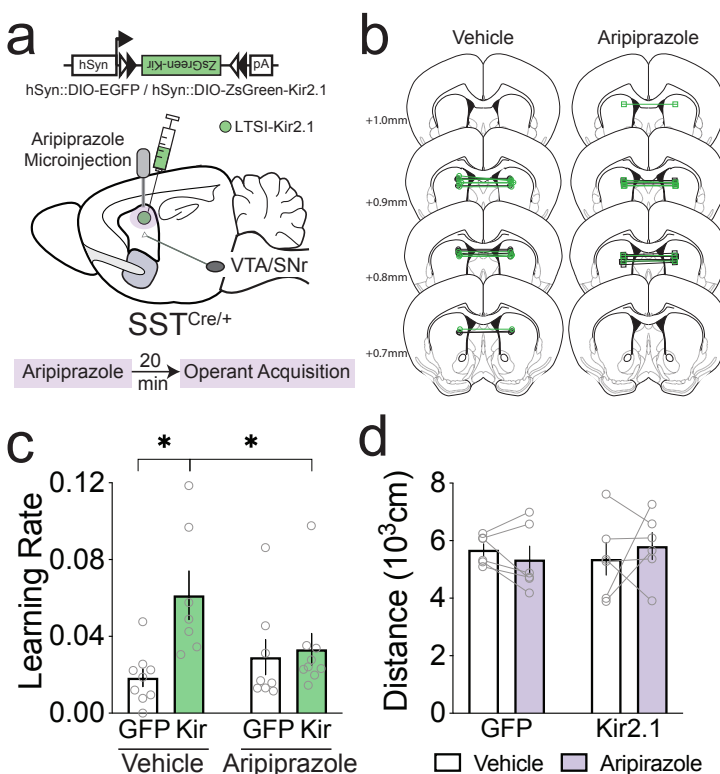 a
hSyn
ZsGreen-Kir
pA
hSyn::DIO-EGFP / hSyn::DIO-ZsGreen-Kir2.1
Aripiprazole
Microinjection
LTSI-Kir2.1
VTA/SNr
SST Cre/+
Aripiprazole
20
min
Operant Acquisition
b
Vehicle
Aripiprazole
+1.0mm
+0.9mm
+0.8mm
+0.7mm
c
* *
Learning Rate
0.12
0.08
0.04
0.00
GFP Kir GFP Kir
Vehicle Aripiprazole
d
Distance (10³cm)
8
6
4
2
0
GFP Kir2.1
Vehicle Aripirazole